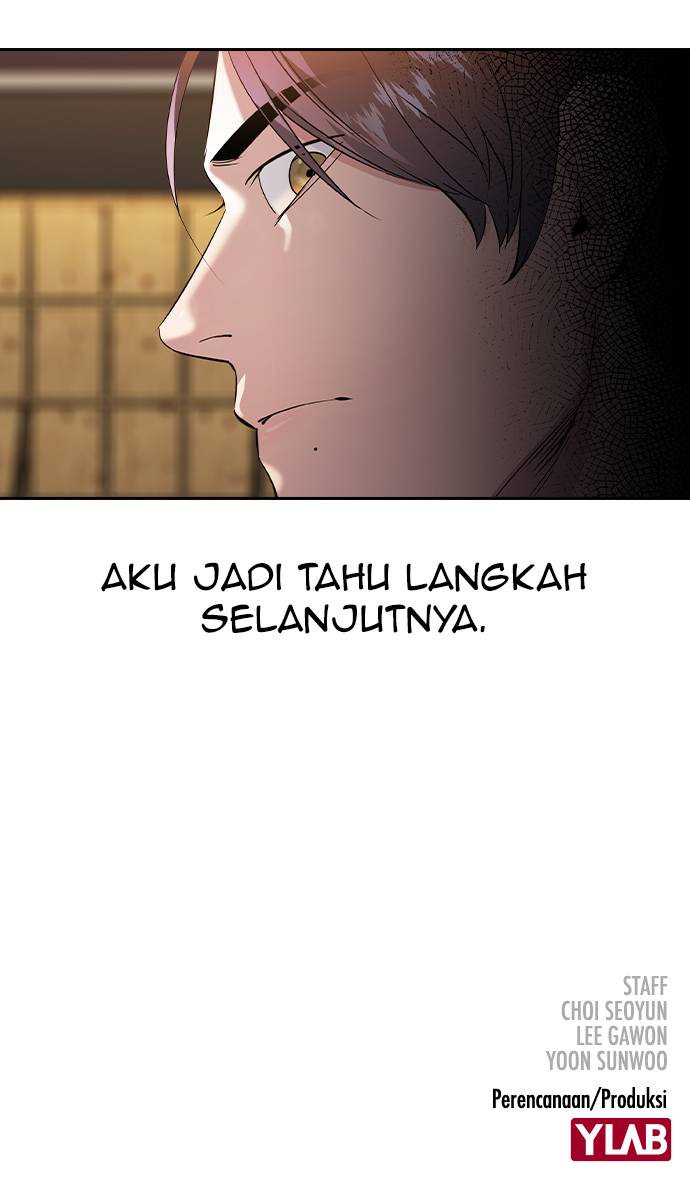 AKU JADI TAHU LANGKAH
SELANJUTNYA.
STAFF
CHOI SEOYUN
LEE GAWON
YOON SUNWOO
Perencanaan/Produksi
YLAB